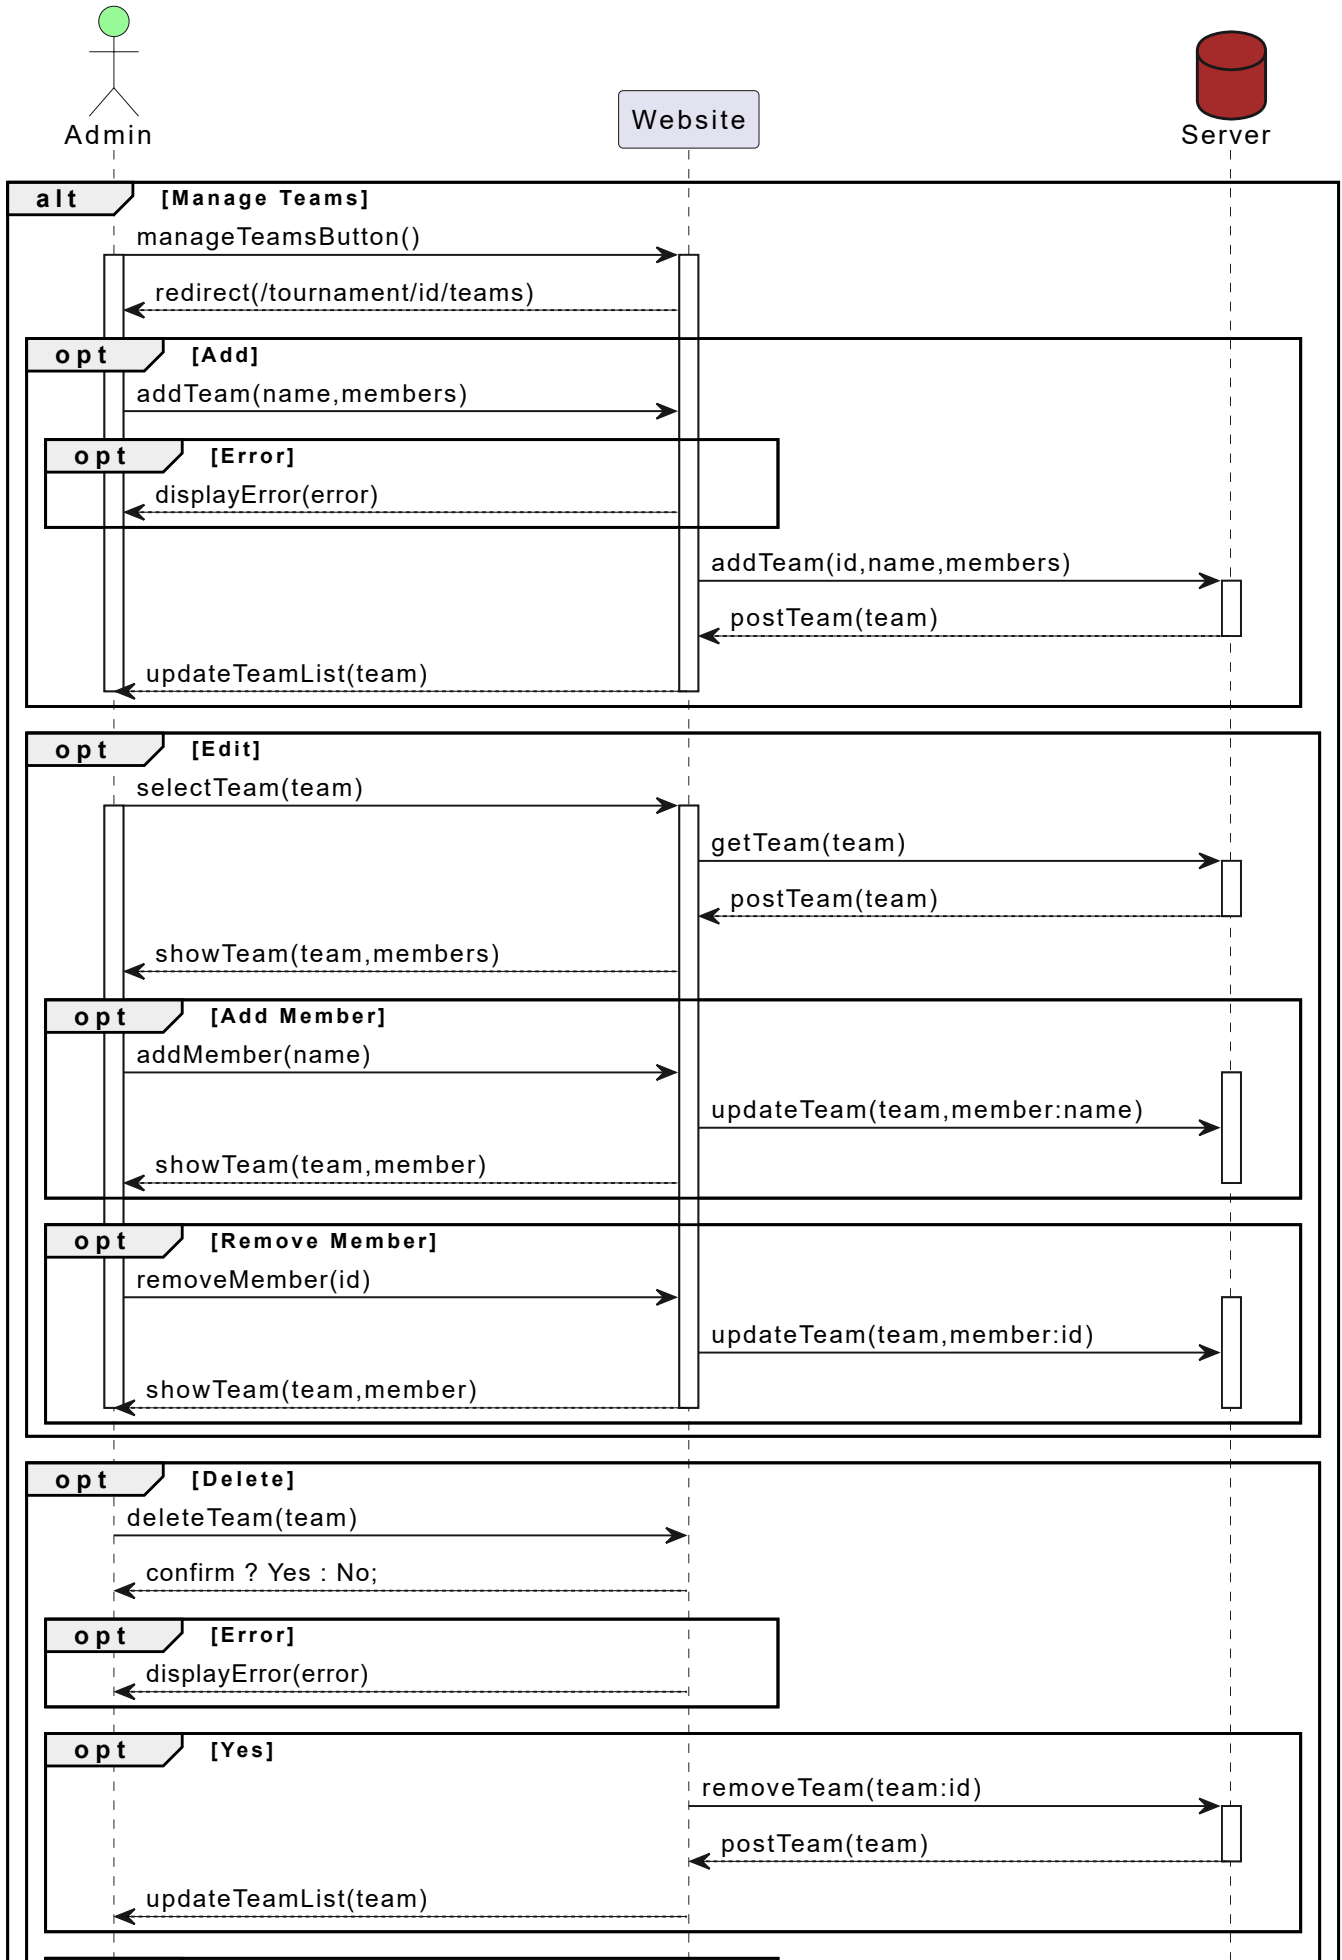 Admin
Website
Server
alt [Manage Teams]
manageTeamsButton()
redirect(/tournament/id/teams)
opt [Add]
addTeam(name,members)
opt [Error]
displayError(error)
addTeam(id,name,members)
postTeam(team)
updateTeamList(team)
opt [Edit]
selectTeam(team)
getTeam(team)
postTeam(team)
showTeam(team,members)
opt [Add Member]
addMember(name)
updateTeam(team,member:name)
showTeam(team,member)
opt [Remove Member]
removeMember(id)
updateTeam(team,member:id)
showTeam(team,member)
opt [Delete]
deleteTeam(team)
confirm ? Yes : No;
opt [Error]
displayError(error)
opt [Yes]
removeTeam(team:id)
postTeam(team)
updateTeamList(team)